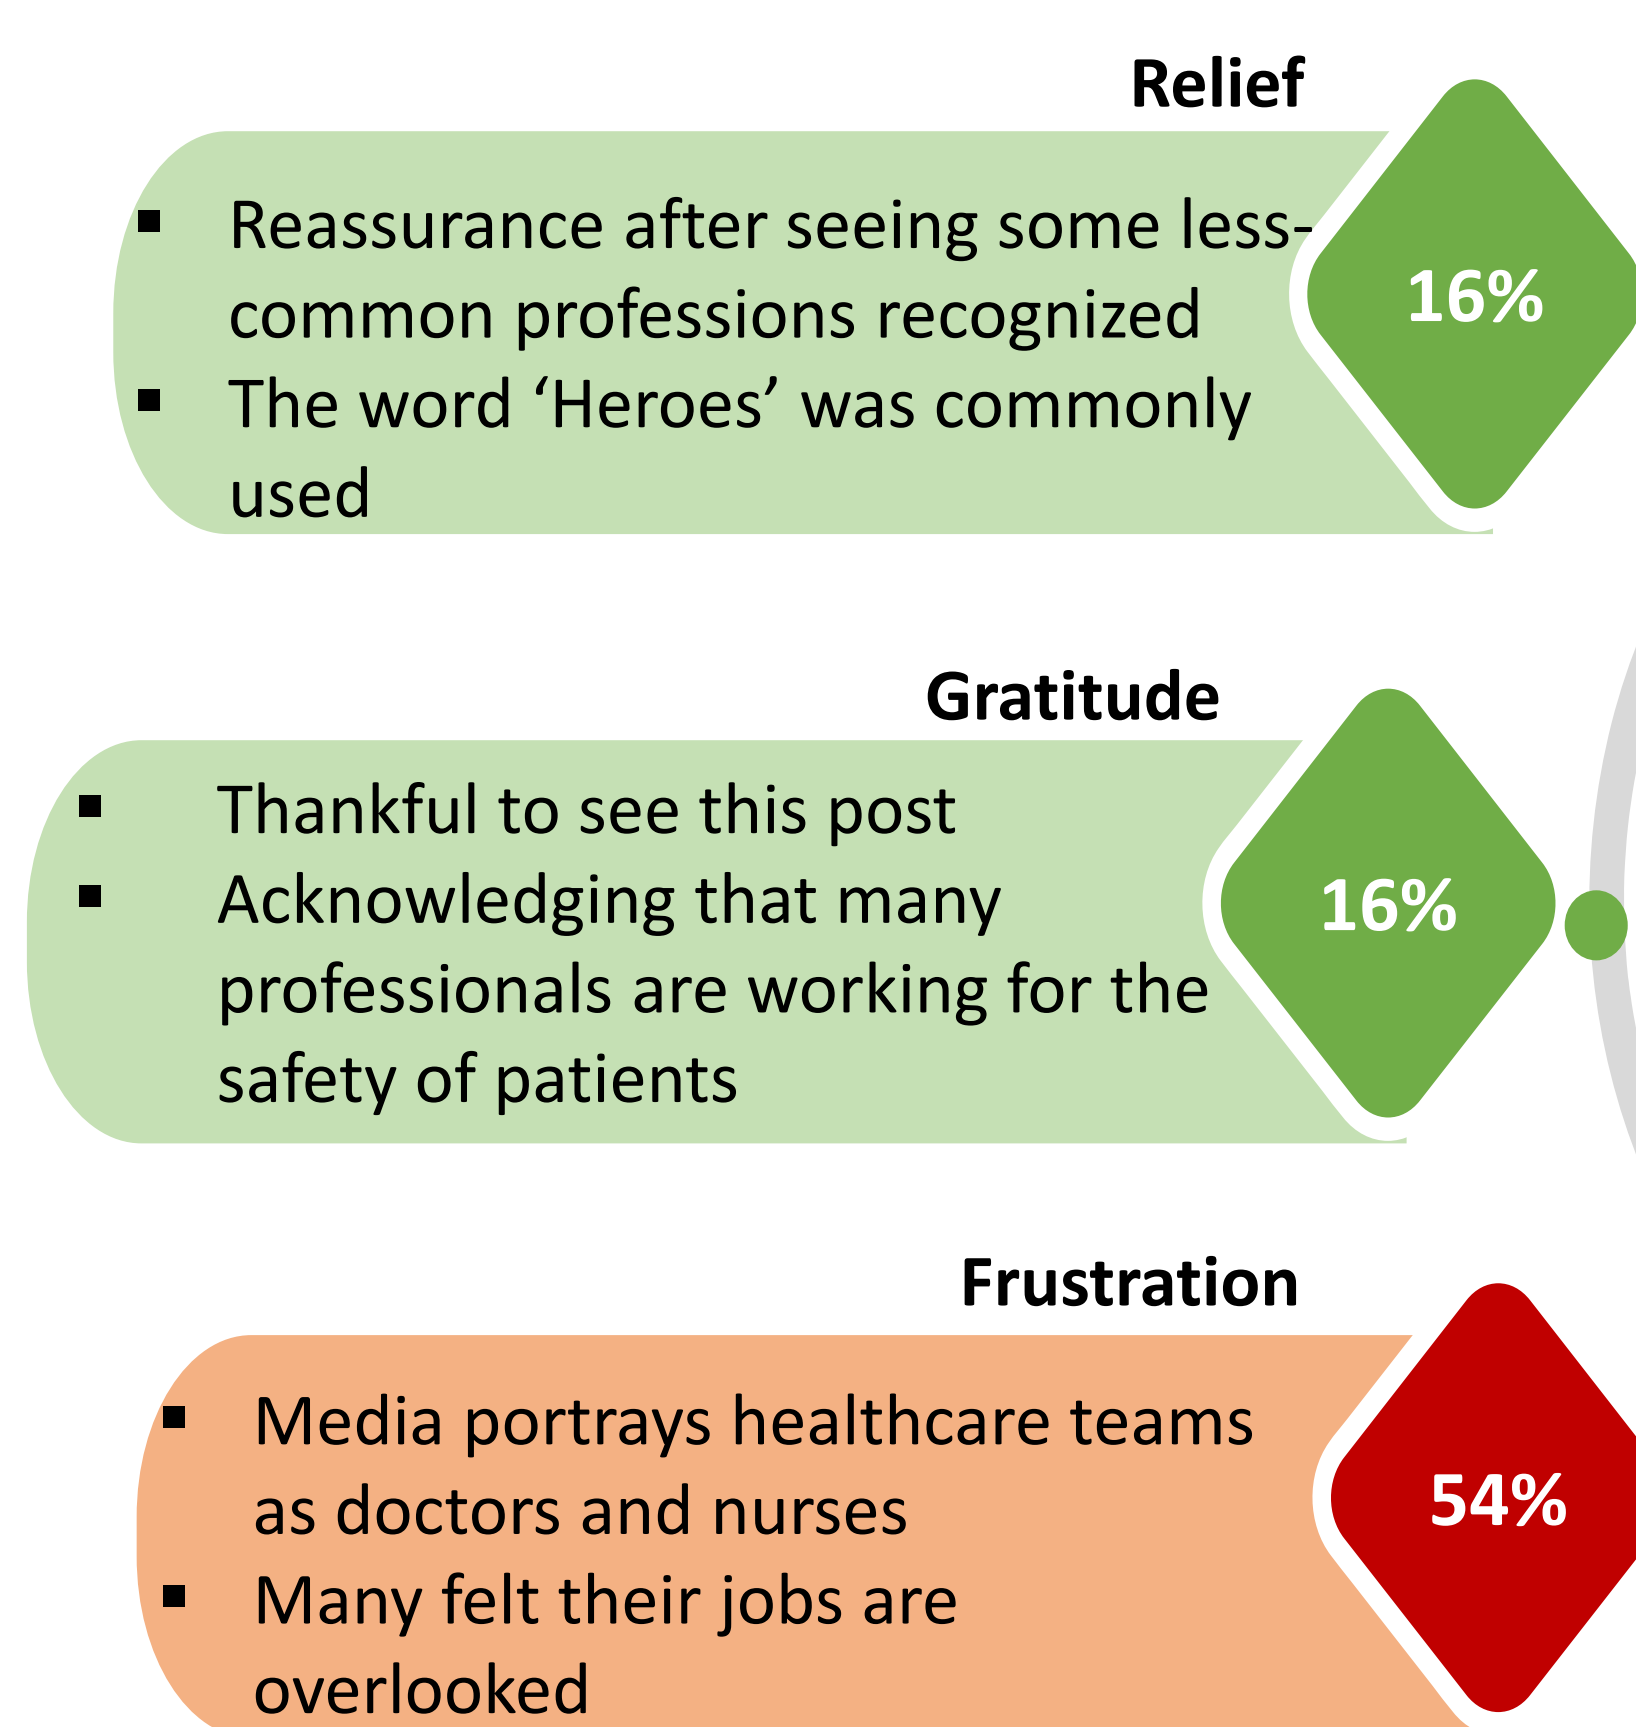 Relief
▪ Reassurance after seeing some less-
common professions recognized
▪ The word ‘Heroes’ was commonly
used
16%
Gratitude
▪ Thankful to see this post
▪ Acknowledging that many
professionals are working for the
safety of patients
16%
Frustration
▪ Media portrays healthcare teams
as doctors and nurses
▪ Many felt their jobs are
overlooked
54%